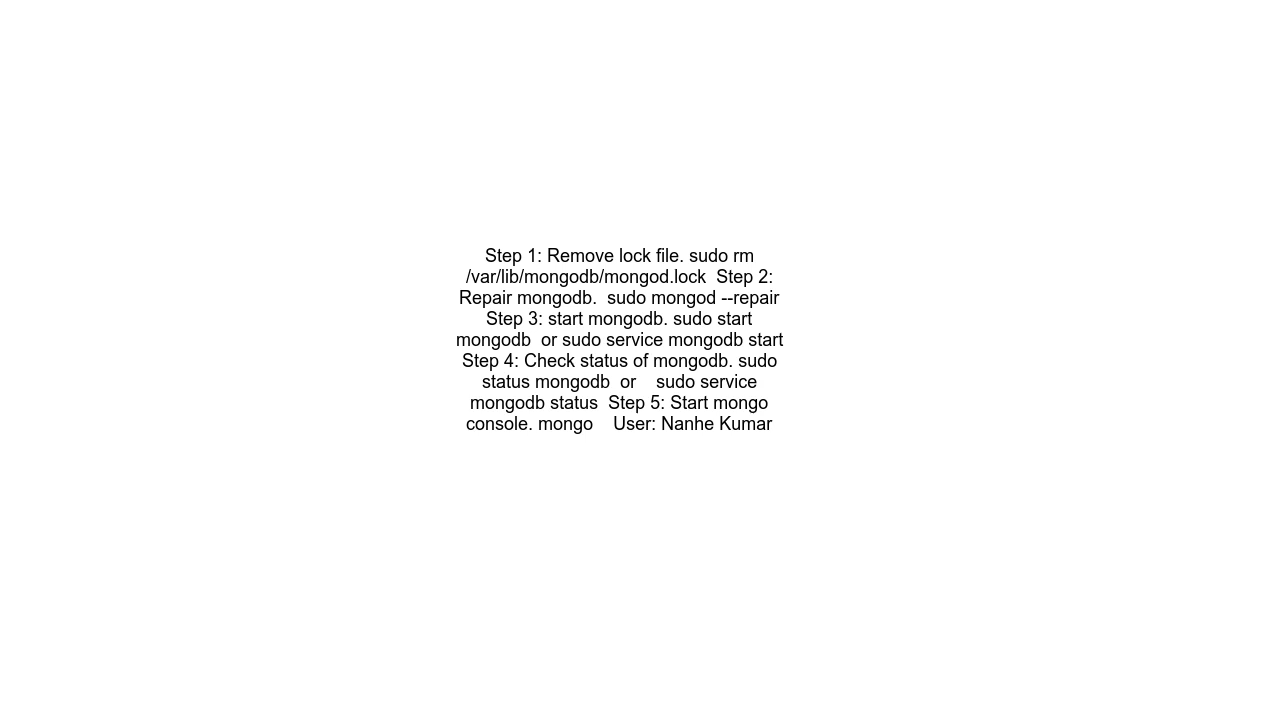 Step 1: Remove lock file. sudo rm
/var/lib/mongodb/mongod.lock  Step 2:
Repair mongodb.  sudo mongod --repair
Step 3: start mongodb. sudo start
mongodb  or sudo service mongodb start
Step 4: Check status of mongodb. sudo
status mongodb  or    sudo service
mongodb status  Step 5: Start mongo
console. mongo    User: Nanhe Kumar